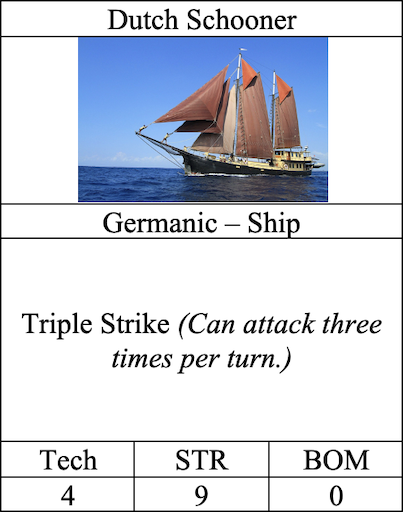 Dutch Schooner
Germanic – Ship
Triple Strike (Can attack three
times per turn.)
Tech STR BOM
4 9 0